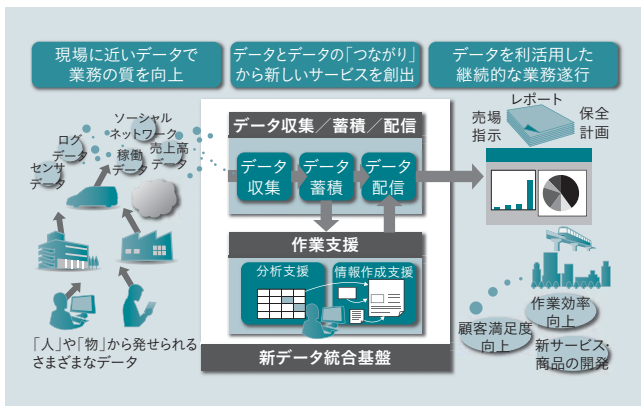 現場に近いデータで
業務の質を向上
データとデータの「つながり」
から新しいサービスを創出
データを利活用した
継続的な業務遂行
ソーシャル
ネットワーク
ログ
データ
売上高
データ
稼働
データ
センサ
データ
「人」や「物」から発せられる
さまざまなデータ
データ収集／蓄積／配信
データ
収集
データ
蓄積
データ
配信
作業支援
分析支援
情報作成支援
新データ統合基盤
レポート
売場
指示
保全
計画
作業効率
向上
顧客満足度
向上
新サービス・
商品の開発